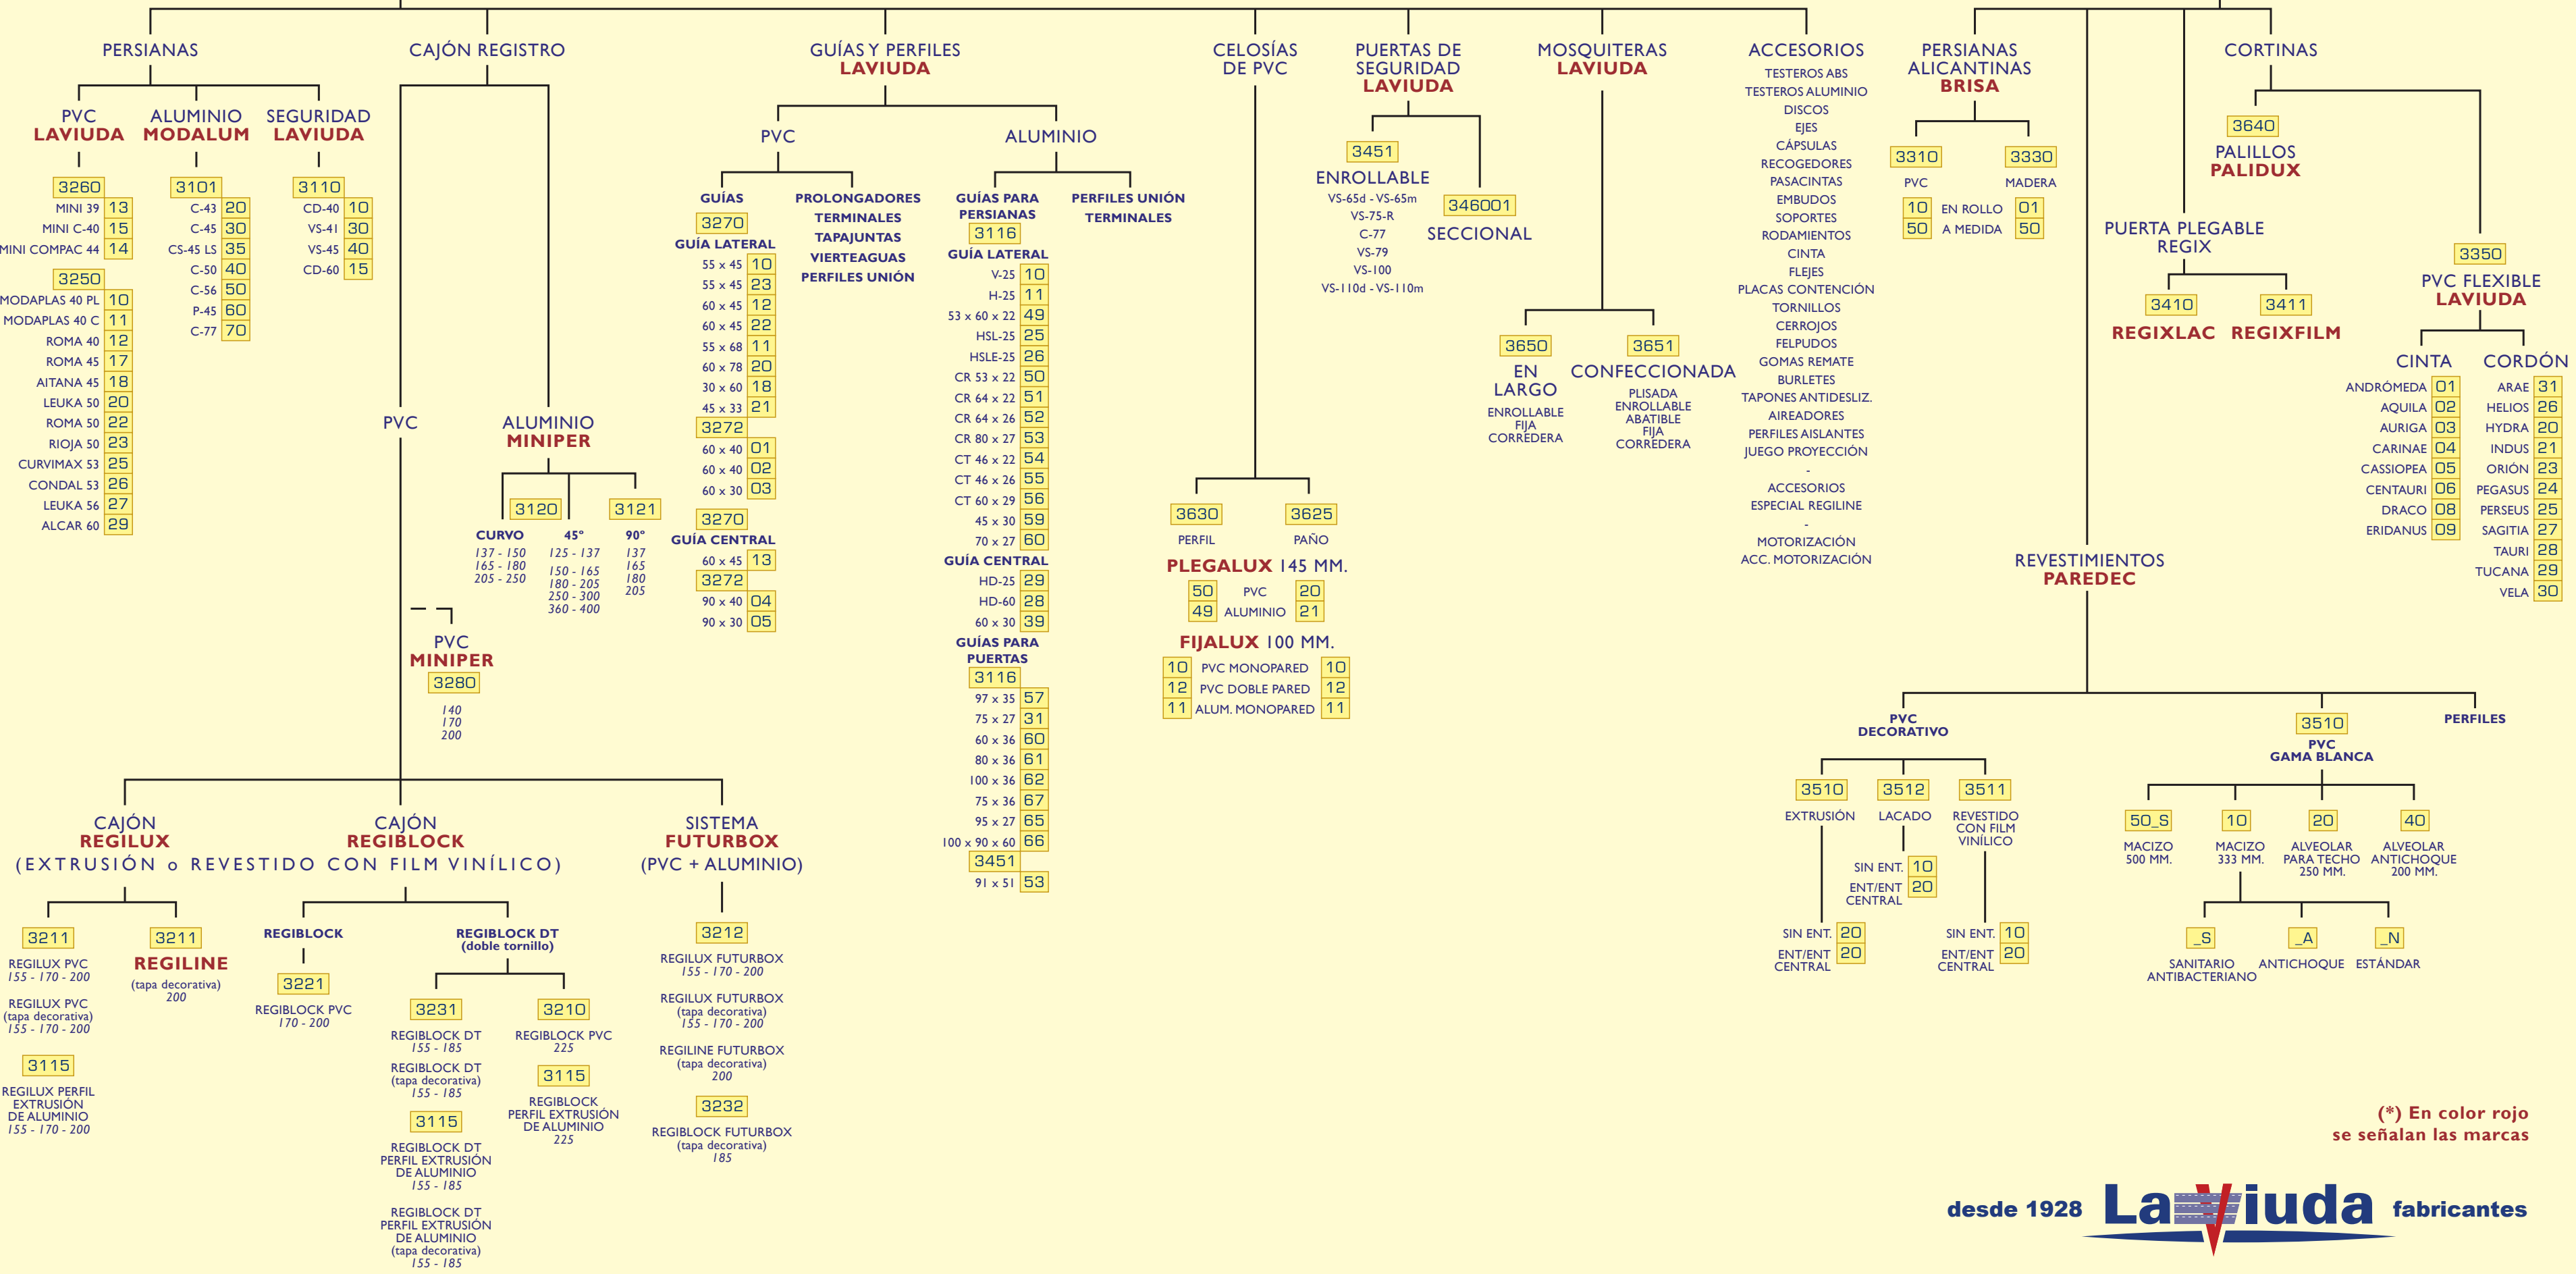 PERSIANAS
PVC
LAVIUDA
3260
MINI 39 13
MINI C-40 15
MINI COMPAC 44 14
3250
MODAPLAS 40 PL 10
MODAPLAS 40 C 11
ROMA 40 12
ROMA 45 17
AITANA 45 18
LEUKA 50 20
ROMA 50 22
RIOJA 50 23
CURVIMAX 53 25
CONDAL 53 26
LEUKA 56 27
ALCAR 60 29
ALUMINIO
MODALUM
3101
C-43 20
C-45 30
CS-45 LS 35
C-50 40
C-56 50
P-45 60
C-77 70
SEGURIDAD
LAVIUDA
3110
CD-40 10
VS-41 30
VS-45 40
CD-60 15
CAJÓN REGISTRO
PVC
ALUMINIO
MINIPER
3120
3121
CURVO
137 - 150
165 - 180
205 - 250
45º
125 - 137
150 - 165
180 - 205
250 - 300
360 - 400
90º
137
165
180
205
PVC
MINIPER
3280
140
170
200
CAJÓN
REGILUX
CAJÓN
REGIBLOCK
(EXTRUSIÓN o REVESTIDO CON FILM VINÍLICO)
3211
REGILUX PVC
155 - 170 - 200
REGILUX PVC
(tapa decorativa)
155 - 170 - 200
3115
REGILUX PERFIL
EXTRUSIÓN
DE ALUMINIO
155 - 170 - 200
3211
REGILINE
(tapa decorativa)
200
REGIBLOCK
3221
REGIBLOCK PVC
170 - 200
REGIBLOCK DT
(doble tornillo)
3231
REGIBLOCK DT
155 - 185
REGIBLOCK DT
(tapa decorativa)
155 - 185
3115
REGIBLOCK DT
PERFIL EXTRUSIÓN
DE ALUMINIO
155 - 185
REGIBLOCK DT
PERFIL EXTRUSIÓN
DE ALUMINIO
(tapa decorativa)
155 - 185
3210
REGIBLOCK PVC
225
3115
REGIBLOCK
PERFIL EXTRUSIÓN
DE ALUMINIO
225
SISTEMA
FUTURBOX
(PVC + ALUMINIO)
3212
REGILUX FUTURBOX
155 - 170 - 200
REGILUX FUTURBOX
(tapa decorativa)
155 - 170 - 200
REGILINE FUTURBOX
(tapa decorativa)
200
3232
REGIBLOCK FUTURBOX
(tapa decorativa)
185
GUÍAS Y PERFILES
LAVIUDA
PVC
GUÍAS
3270
GUÍA LATERAL
55 x 45 10
55 x 45 23
60 x 45 12
60 x 45 22
55 x 68 11
60 x 78 20
30 x 60 18
45 x 33 21
3272
60 x 40 01
60 x 40 02
60 x 30 03
3270
GUÍA CENTRAL
60 x 45 13
3272
90 x 40 04
90 x 30 05
PROLONGADORES
TERMINALES
TAPAJUNTAS
VIERTEAGUAS
PERFILES UNIÓN
ALUMINIO
GUÍAS PARA
PERSIANAS
3116
GUÍA LATERAL
V-25 10
H-25 11
53 x 60 x 22 49
HSL-25 25
HSLE-25 26
CR 53 x 22 50
CR 64 x 22 51
CR 64 x 26 52
CR 80 x 27 53
CT 46 x 22 54
CT 46 x 26 55
CT 60 x 29 56
45 x 30 59
70 x 27 60
GUÍA CENTRAL
HD-25 29
HD-60 28
60 x 30 39
GUÍAS PARA
PUERTAS
3116
97 x 35 57
75 x 27 31
60 x 36 60
80 x 36 61
100 x 36 62
75 x 36 67
95 x 27 65
100 x 90 x 60 66
3451
91 x 51 53
PERFILES UNIÓN
TERMINALES
CELOSÍAS
DE PVC
3630
PERFIL
3625
PAÑO
PLEGALUX 145 MM.
50 PVC 20
49 ALUMINIO 21
FIJALUX 100 MM.
10 PVC MONOPARED 10
12 PVC DOBLE PARED 12
11 ALUM. MONOPARED 11
PUERTAS DE
SEGURIDAD
LAVIUDA
3451
ENROLLABLE
VS-65d - VS-65m
VS-75-R
C-77
VS-79
VS-100
VS-110d - VS-110m
346001
SECCIONAL
MOSQUITERAS
LAVIUDA
3650
EN
LARGO
ENROLLABLE
FIJA
CORREDERA
3651
CONFECCIONADA
PLISADA
ENROLLABLE
ABATIBLE
FIJA
CORREDERA
ACCESORIOS
TESTEROS ABS
TESTEROS ALUMINIO
DISCOS
EJES
CÁPSULAS
RECOGEDORES
PASACINTAS
EMBUDOS
SOPORTES
RODAMIENTOS
CINTA
FLEJES
PLACAS CONTENCIÓN
TORNILLOS
CERROJOS
FELPUDOS
GOMAS REMATE
BURLETES
TAPONES ANTIDESLIZ.
AIREADORES
PERFILES AISLANTES
JUEGO PROYECCIÓN
-
ACCESORIOS
ESPECIAL REGILINE
-
MOTORIZACIÓN
ACC. MOTORIZACIÓN
PERSIANAS
ALICANTINAS
BRISA
3310
PVC
3330
MADERA
10 EN ROLLO 01
50 A MEDIDA 50
REVESTIMIENTOS
PAREDEC
PVC
DECORATIVO
3510
EXTRUSIÓN
SIN ENT. 20
ENT/ENT 20
CENTRAL
3512
LACADO
SIN ENT. 10
ENT/ENT 20
CENTRAL
3511
REVESTIDO
CON FILM
VINÍLICO
SIN ENT. 10
ENT/ENT 20
CENTRAL
3510
PVC
GAMA BLANCA
50_S
MACIZO
500 MM.
10
MACIZO
333 MM.
20
ALVEOLAR
PARA TECHO
250 MM.
40
ALVEOLAR
ANTICHOQUE
200 MM.
_S
SANITARIO
ANTIBACTERIANO
_A
ANTICHOQUE
_N
ESTÁNDAR
PERFILES
PUERTA PLEGABLE
REGIX
3410
REGIXLAC
3411
REGIXFILM
CORTINAS
3640
PALILLOS
PALIDUX
3350
PVC FLEXIBLE
LAVIUDA
CINTA
ANDRÓMEDA 01
AQUILA 02
AURIGA 03
CARINAE 04
CASSIOPEA 05
CENTAURI 06
DRACO 08
ERIDANUS 09
CORDÓN
ARAE 31
HELIOS 26
HYDRA 20
INDUS 21
ORIÓN 23
PEGASUS 24
PERSEUS 25
SAGITIA 27
TAURI 28
TUCANA 29
VELA 30
(*) En color rojo
se señalan las marcas
desde 1928 LaViuda fabricantes